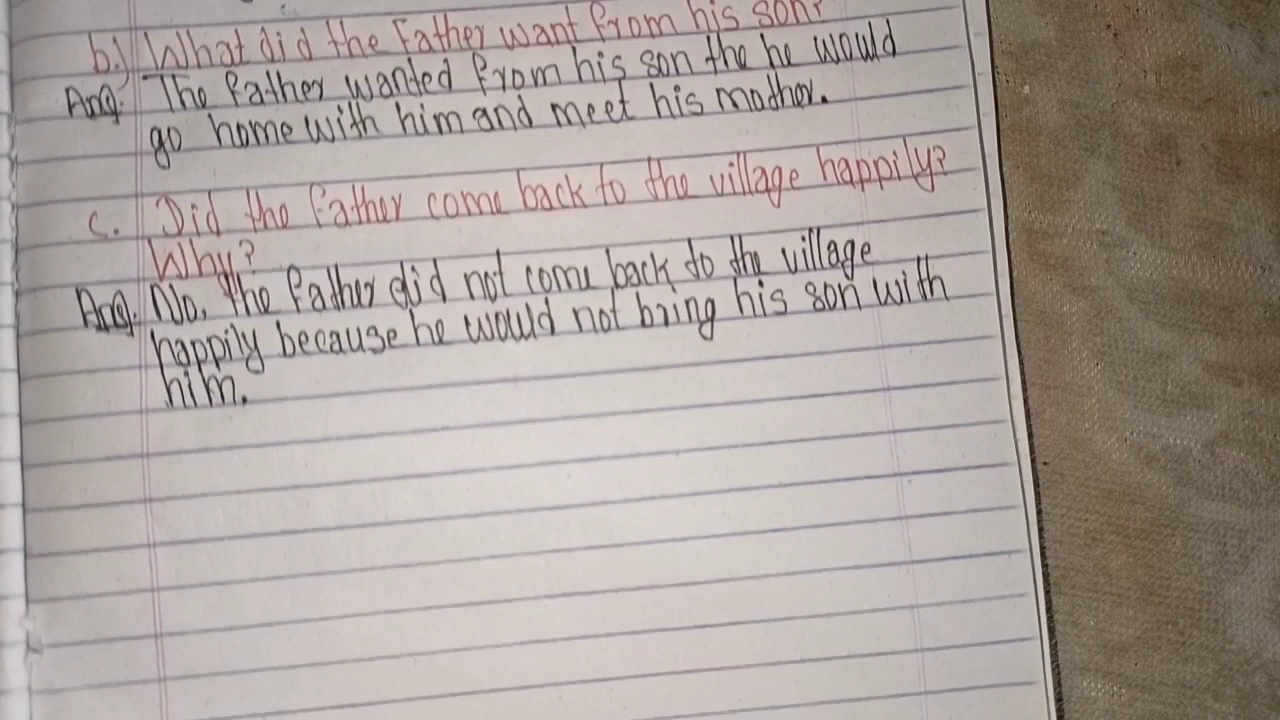 b.) What did the Father want from his son?
Ans. The father wanted from his son the he would
go home with him and meet his mother.
c. Did the father come back to the village happily?
Why?
Ans. No, the father did not come back to the village
happily because he would not bring his son with
him.